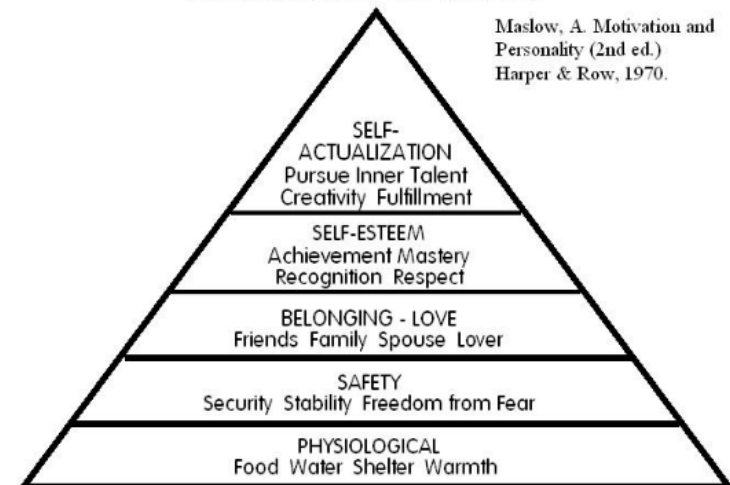 Maslow, A. Motivation and
Personality (2nd ed.)
Harper & Row, 1970.
SELF-
ACTUALIZATION
Pursue Inner Talent
Creativity Fulfillment
SELF-ESTEEM
Achievement Mastery
Recognition Respect
BELONGING - LOVE
Friends Family Spouse Lover
SAFETY
Security Stability Freedom from Fear
PHYSIOLOGICAL
Food Water Shelter Warmth